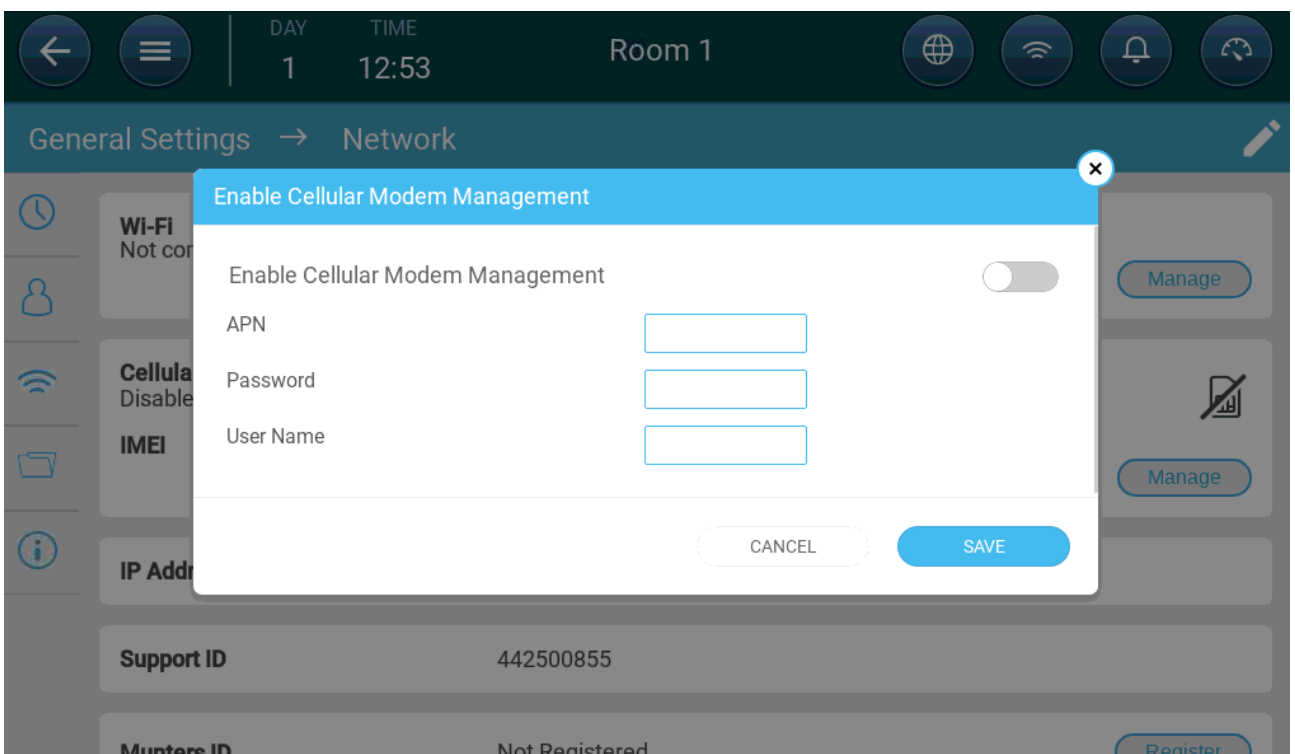 DAY TIME
1 12:53 Room 1
General Settings → Network
Enable Cellular Modem Management
Wi-Fi
Not cor
Enable Cellular Modem Management
Manage
APN
Cellula
Disable
Password
IMEI
User Name
Manage
CANCEL SAVE
IP Addr
Support ID 442500855
Munters ID Not Registered Register